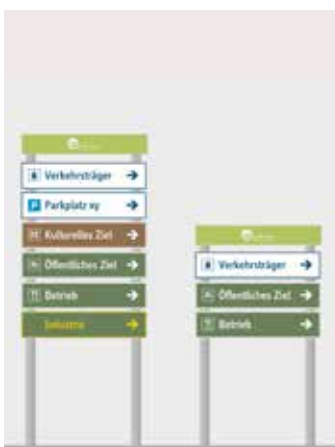 Verkehrsträger
P Parkplatz xy
Kulturelles Ziel
Öffentliches Ziel
Betrieb
Industrie
Verkehrsträger
Öffentliches Ziel
Betrieb